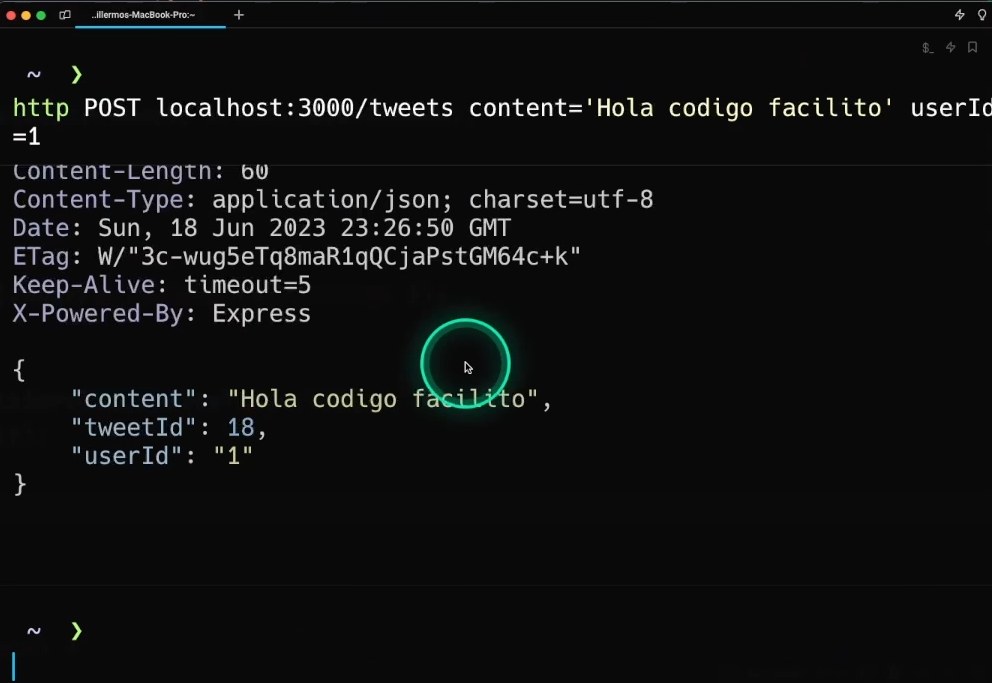 ..illermos-MacBook-Pro:~
~ ❯
http POST localhost:3000/tweets content='Hola codigo facilito' userId
=1
Content-Length: 60
Content-Type: application/json; charset=utf-8
Date: Sun, 18 Jun 2023 23:26:50 GMT
ETag: W/"3c-wug5eTq8maR1qQCjaPstGM64c+k"
Keep-Alive: timeout=5
X-Powered-By: Express
{
"content": "Hola codigo facilito",
"tweetId": 18,
"userId": "1"
}
~ ❯